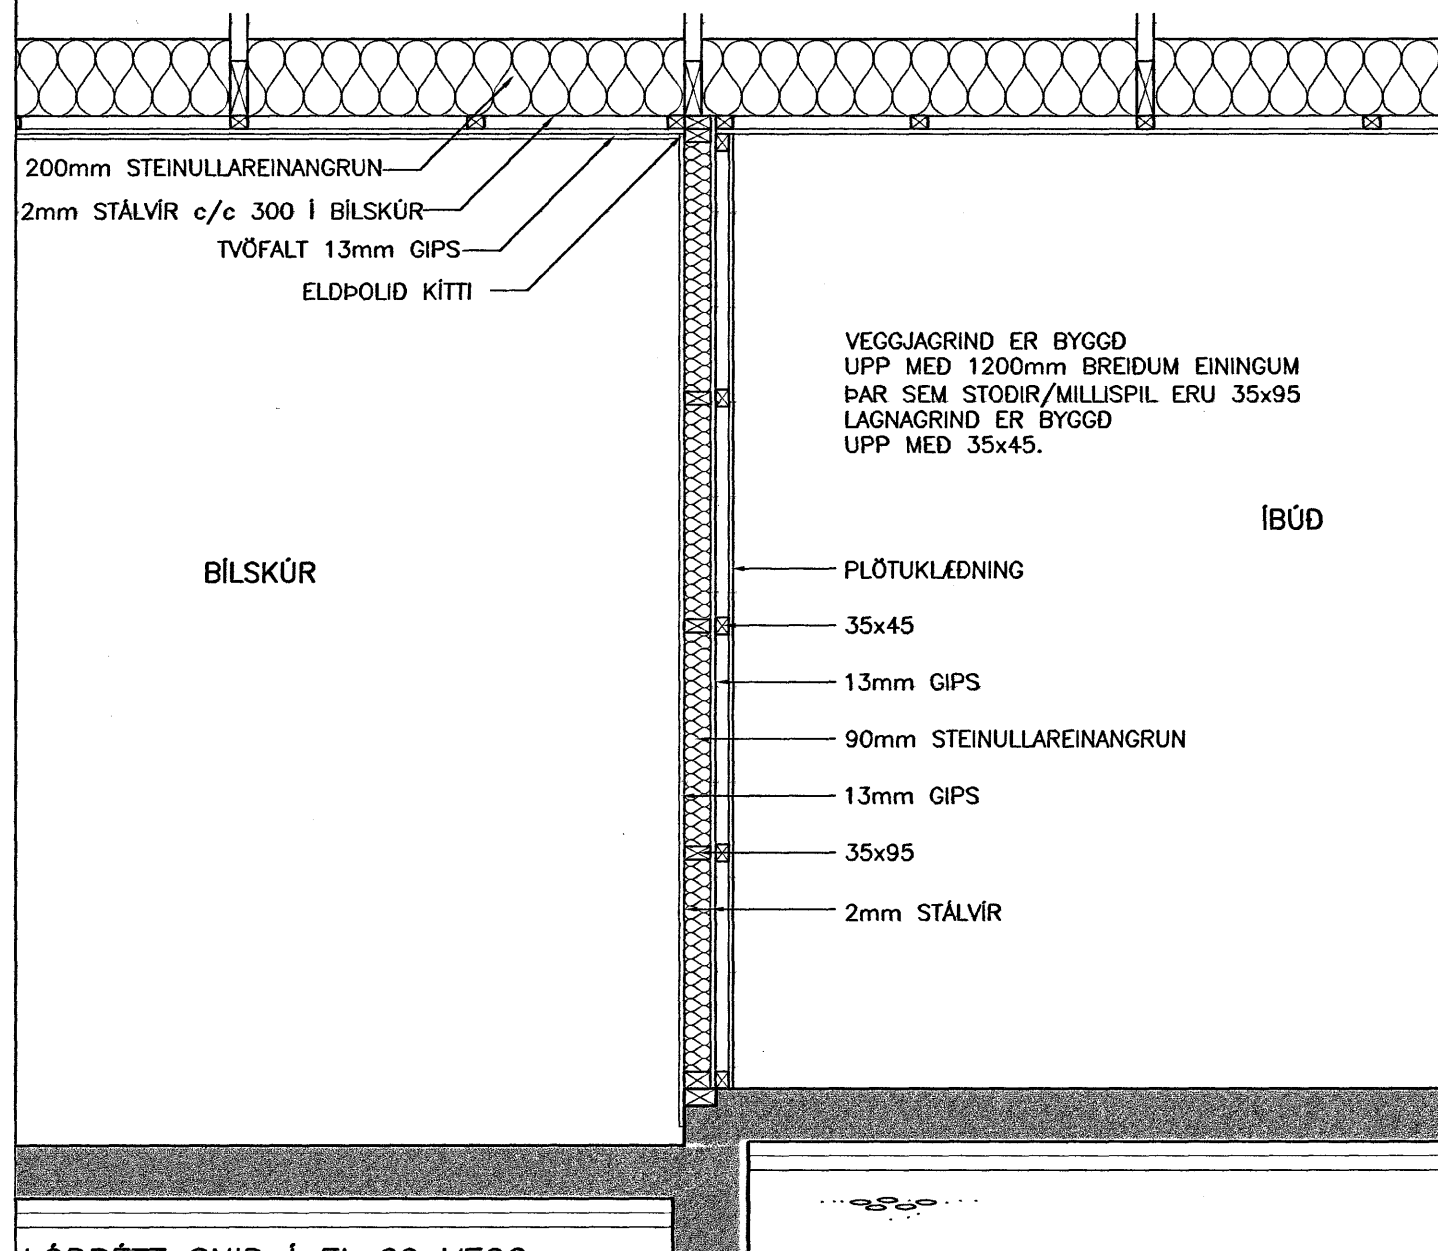 200mm STEINULLAREINANGRUN
2mm STÁLVÍR c/c 300 Í BÍLSKÚR
TVÖFALT 13mm GIPS
ELDÞOLIÐ KÍTTI
VEGGJAGRIND ER BYGGÐ
UPP MEÐ 1200mm BREIÐUM EININGUM
ÞAR SEM STOÐIR/MILLISPIL ERU 35x95
LAGNAGRIND ER BYGGÐ
UPP MEÐ 35x45.
ÍBÚÐ
BÍLSKÚR
PLÖTUKLÆÐNING
35x45
13mm GIPS
90mm STEINULLAREINANGRUN
13mm GIPS
35x95
2mm STÁLVÍR